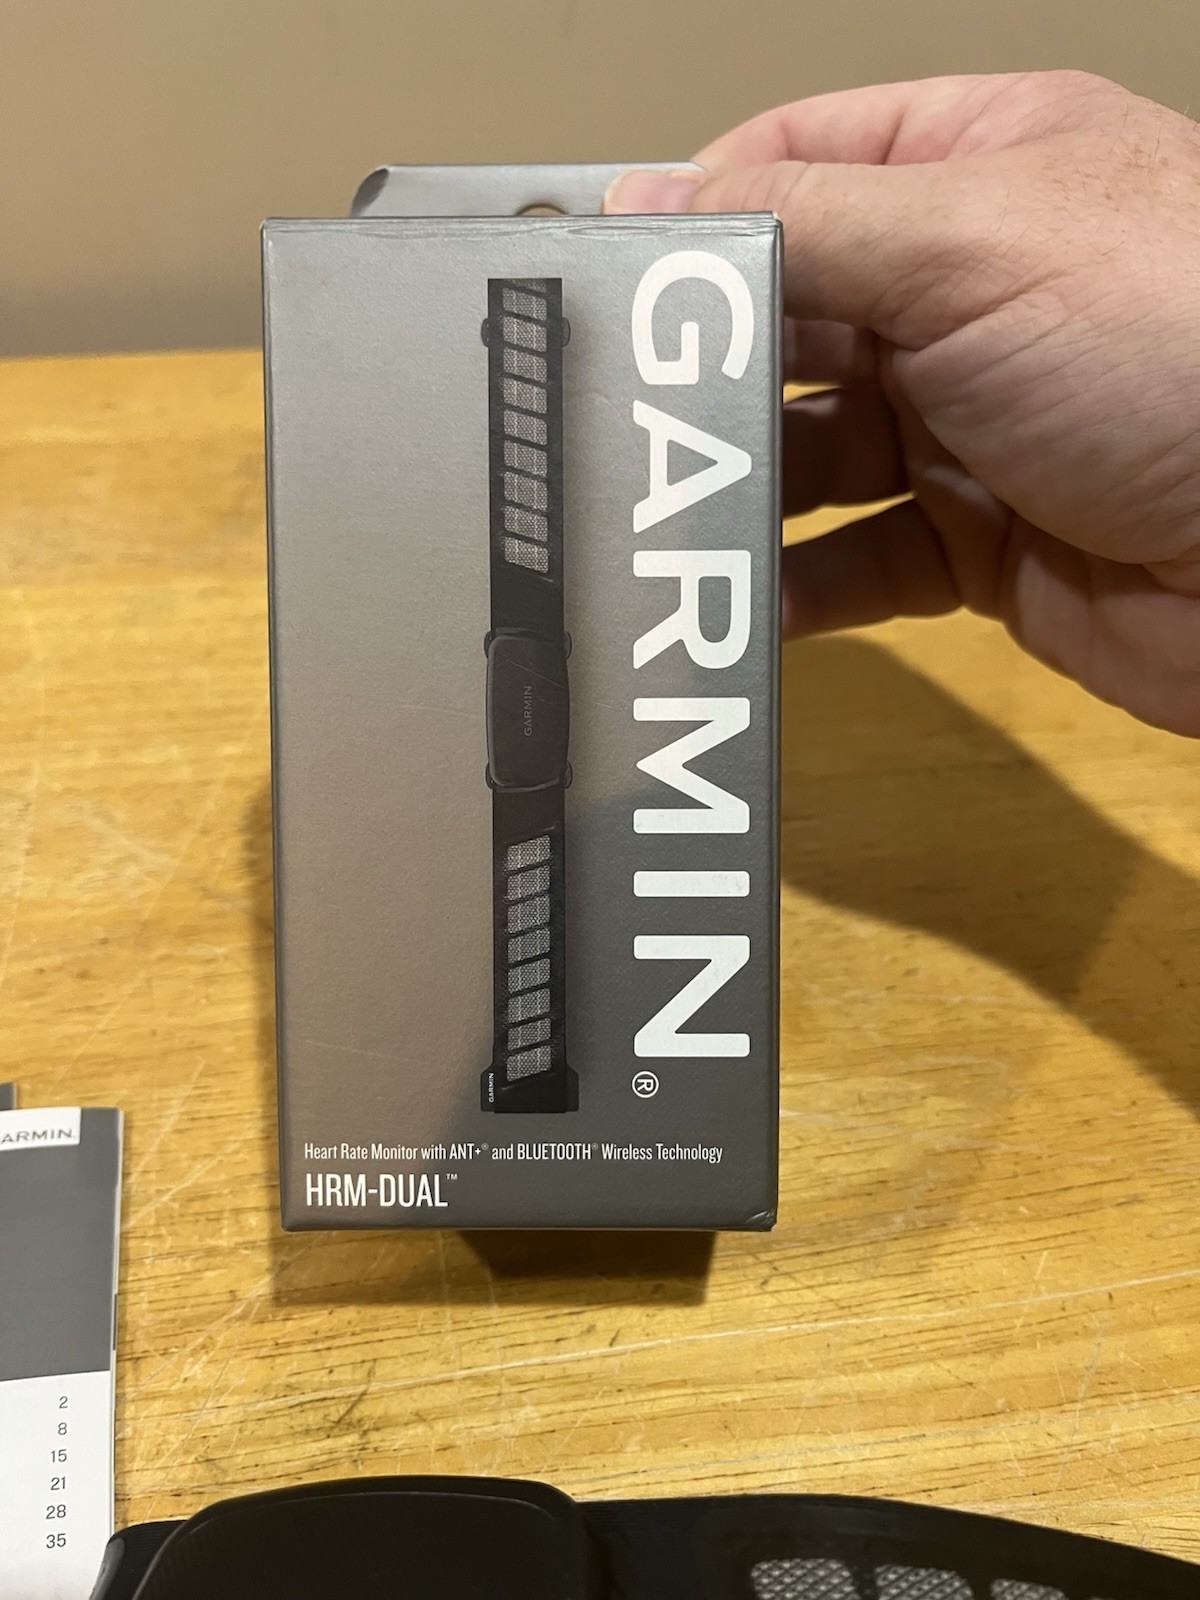 GARMIN®
GARMIN
GARMIN
Heart Rate Monitor with ANT+® and BLUETOOTH® Wireless Technology
HRM-DUAL™
ARMIN.
2
8
15
21
28
35